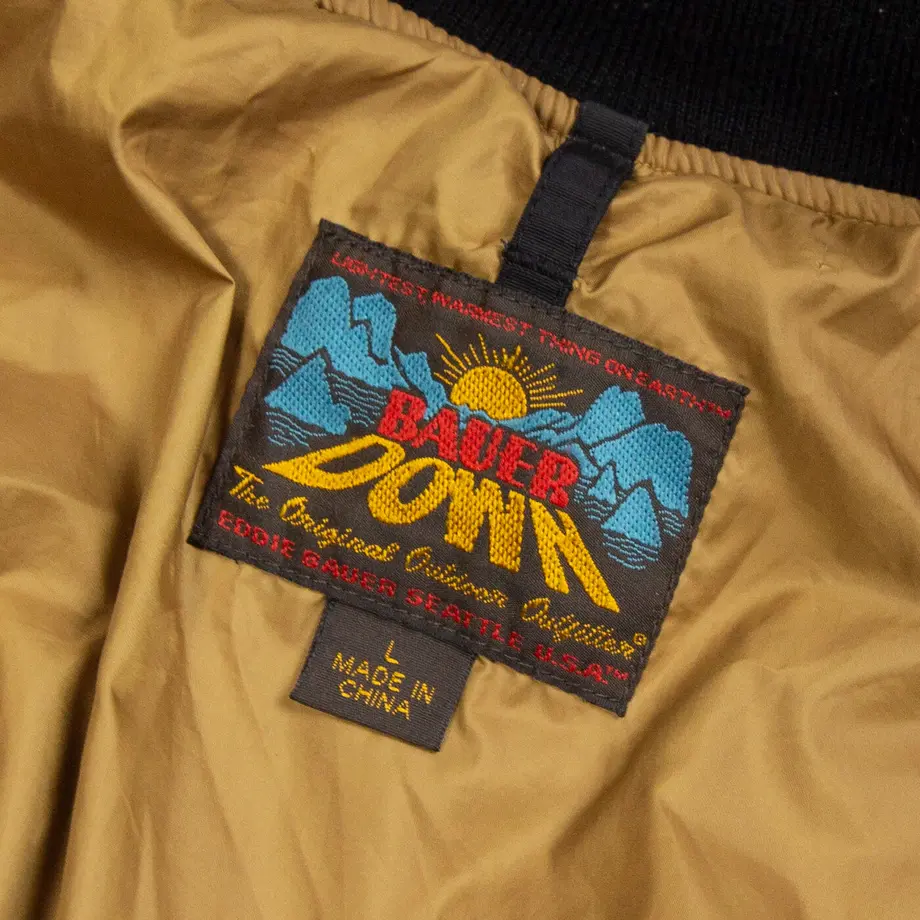 LIGHTEST, WARMEST THING ON EARTH™
BAUER
DOWN
The Original Outdoor Outfitter®
EDDIE BAUER SEATTLE U.S.A.™
L
MADE IN
CHINA